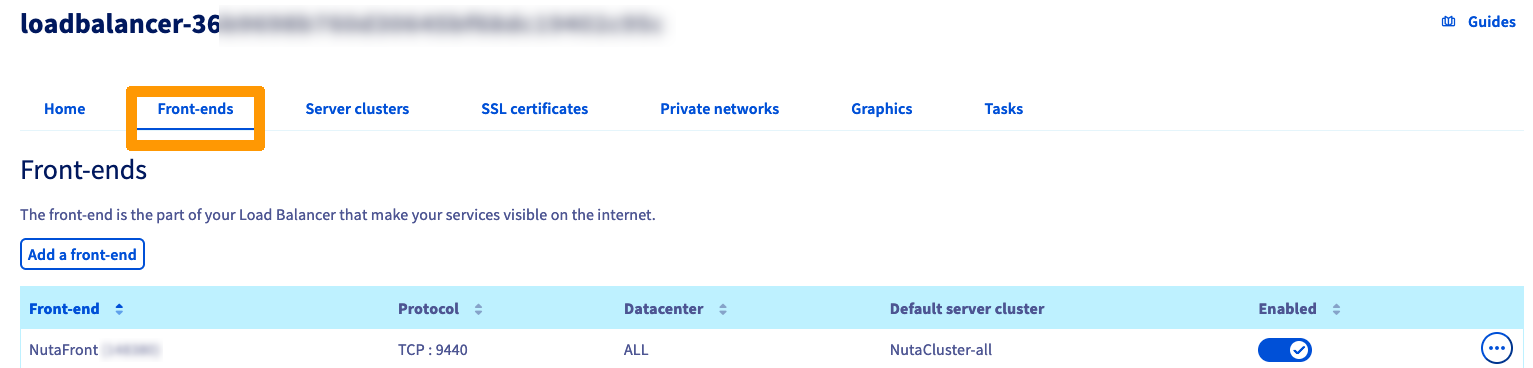 loadbalancer-36
Guides
Home Front-ends Server clusters SSL certificates Private networks Graphics Tasks
Front-ends
The front-end is the part of your Load Balancer that make your services visible on the internet.
Add a front-end
Front-end Protocol Datacenter Default server cluster Enabled
NutaFront TCP : 9440 ALL NutaCluster-all